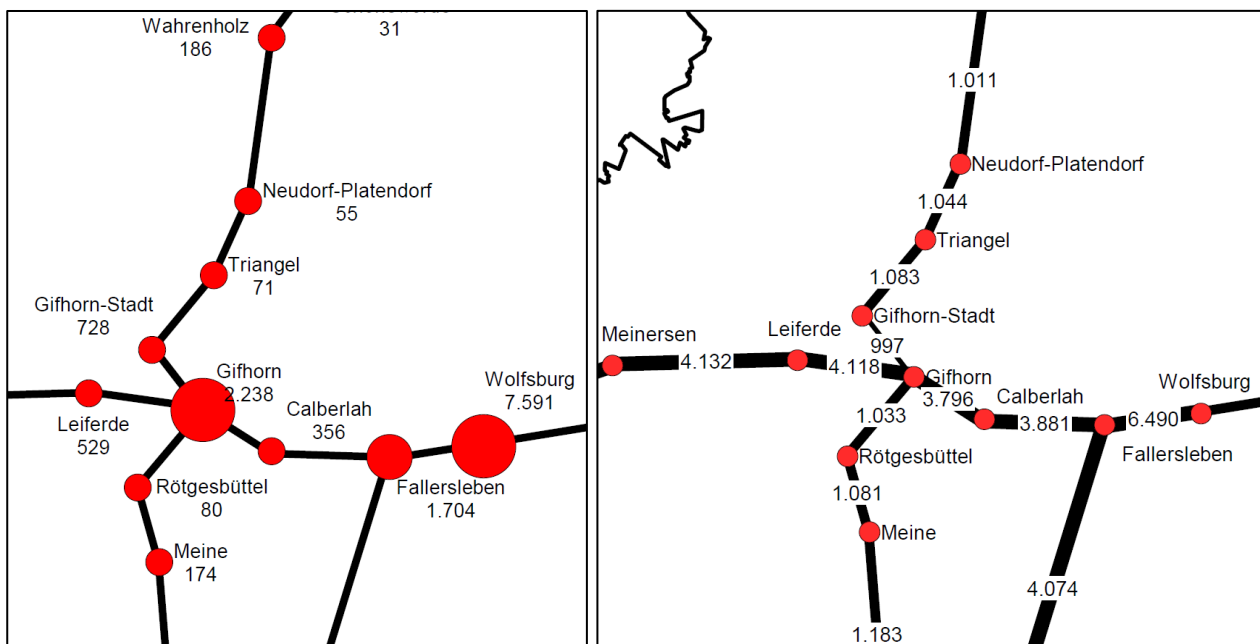 Wahrenholz
186
31
Neudorf-Platendorf
55
Triangel
71
Gifhorn-Stadt
728
Gifhorn
2.238
Leiferde
529
Calberlah
356
Wolfsburg
7.591
Fallersleben
1.704
Rötgesbüttel
80
Meine
174
1.011
Neudorf-Platendorf
1.044
Triangel
1.083
Gifhorn-Stadt
997
Meinersen
4.132
Leiferde
4.118
Gifhorn
3.796
Calberlah
3.881
Wolfsburg
6.490
Fallersleben
1.033
Rötgesbüttel
1.081
Meine
4.074
1.183